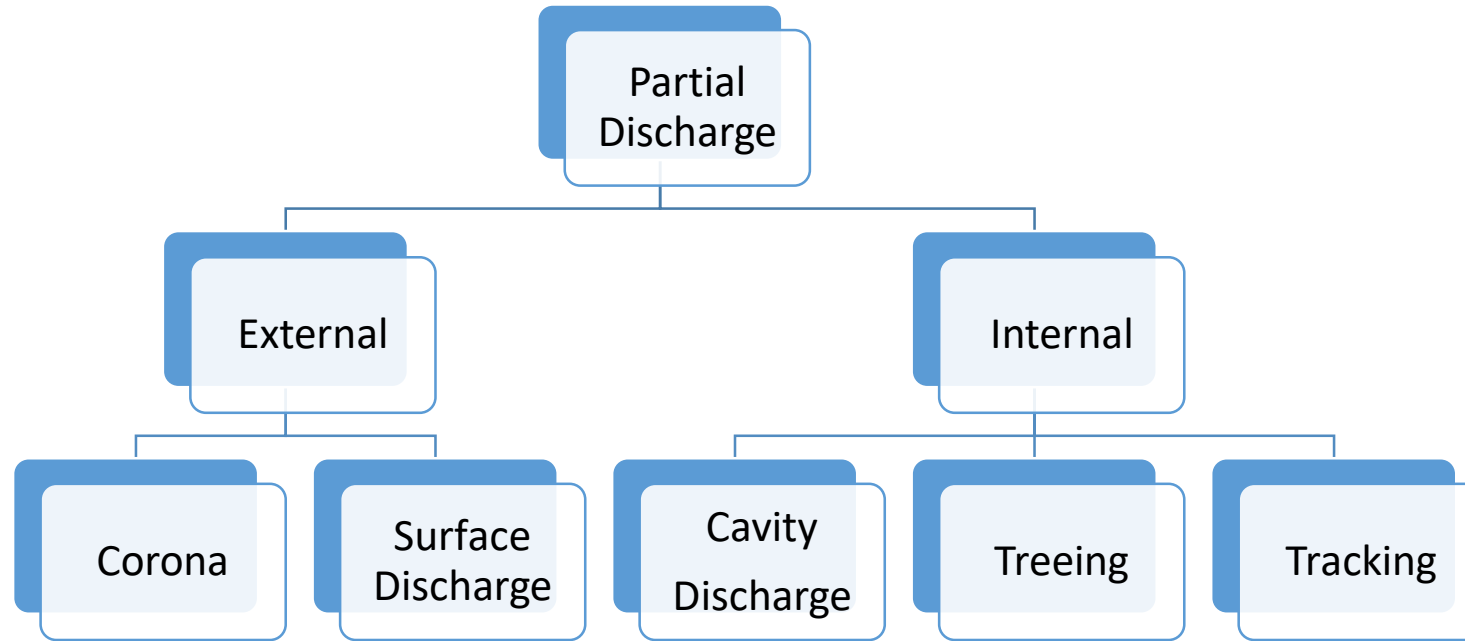 Partial
Discharge
External
Internal
Corona
Surface
Discharge
Cavity
Discharge
Treeing
Tracking